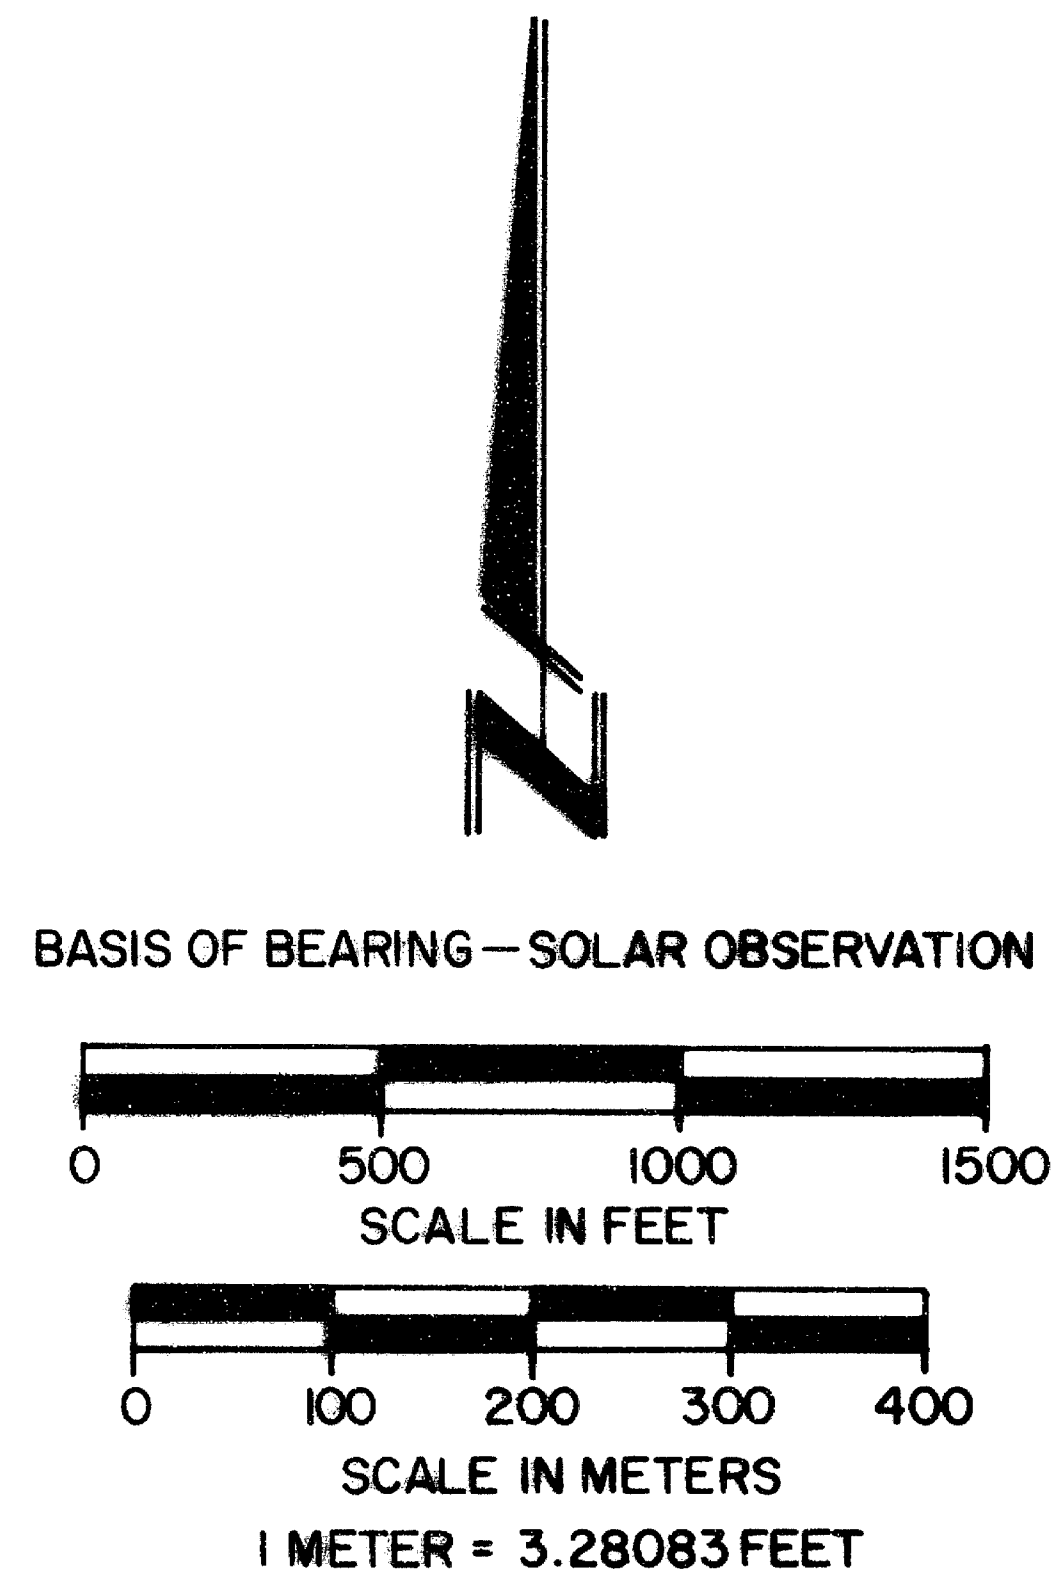 N
BASIS OF BEARING — SOLAR OBSERVATION
0 500 1000 1500
SCALE IN FEET
0 100 200 300 400
SCALE IN METERS
1 METER = 3.28083 FEET